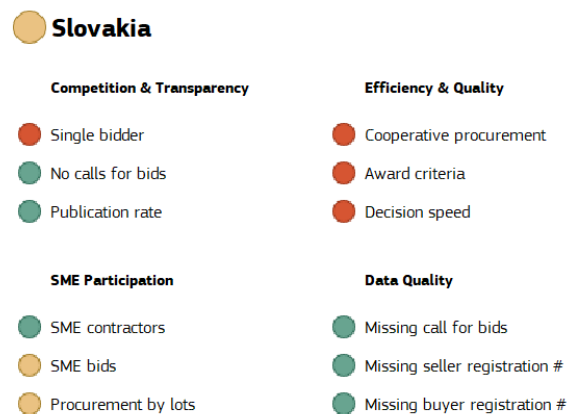 Slovakia
Competition & Transparency
Single bidder
No calls for bids
Publication rate
Efficiency & Quality
Cooperative procurement
Award criteria
Decision speed
SME Participation
SME contractors
SME bids
Procurement by lots
Data Quality
Missing call for bids
Missing seller registration #
Missing buyer registration #